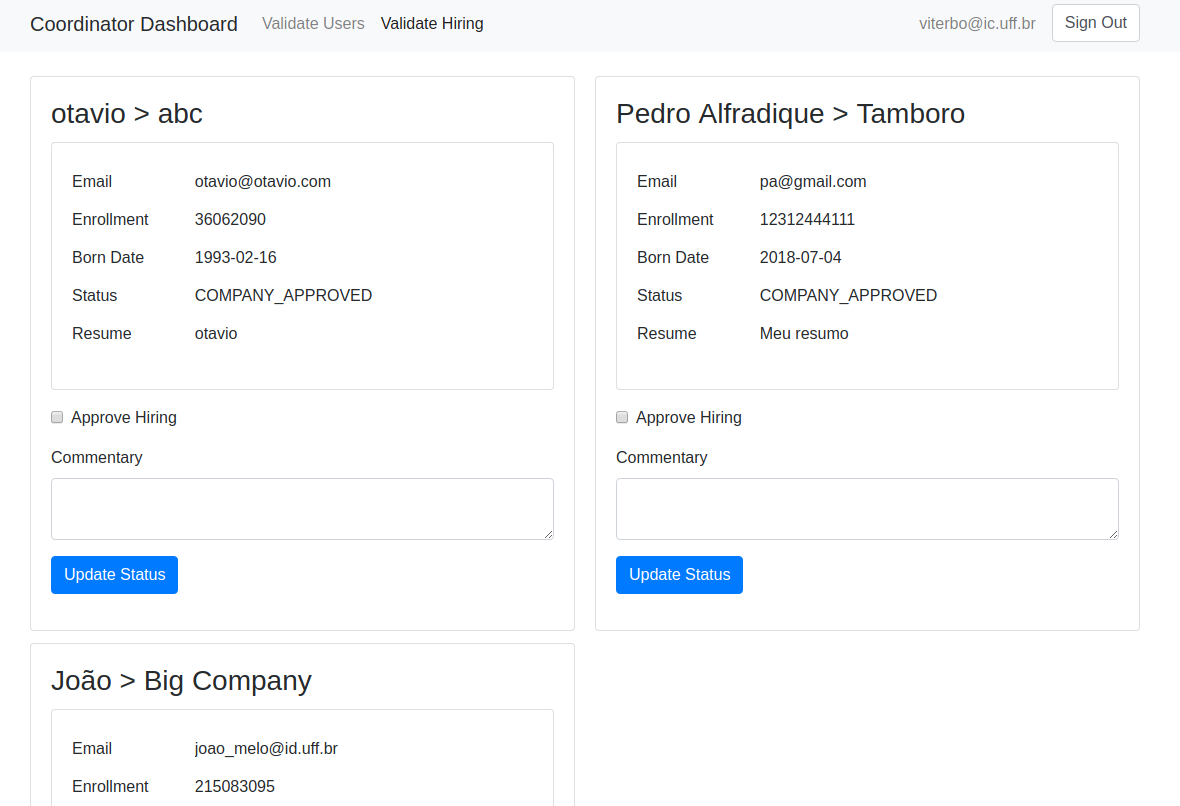 Coordinator Dashboard Validate Users Validate Hiring viterbo@ic.uff.br Sign Out
otavio > abc
Email otavio@otavio.com
Enrollment 36062090
Born Date 1993-02-16
Status COMPANY_APPROVED
Resume otavio
Approve Hiring
Commentary
Update Status
Pedro Alfradique > Tamboro
Email pa@gmail.com
Enrollment 12312444111
Born Date 2018-07-04
Status COMPANY_APPROVED
Resume Meu resumo
Approve Hiring
Commentary
Update Status
João > Big Company
Email joao_melo@id.uff.br
Enrollment 215083095